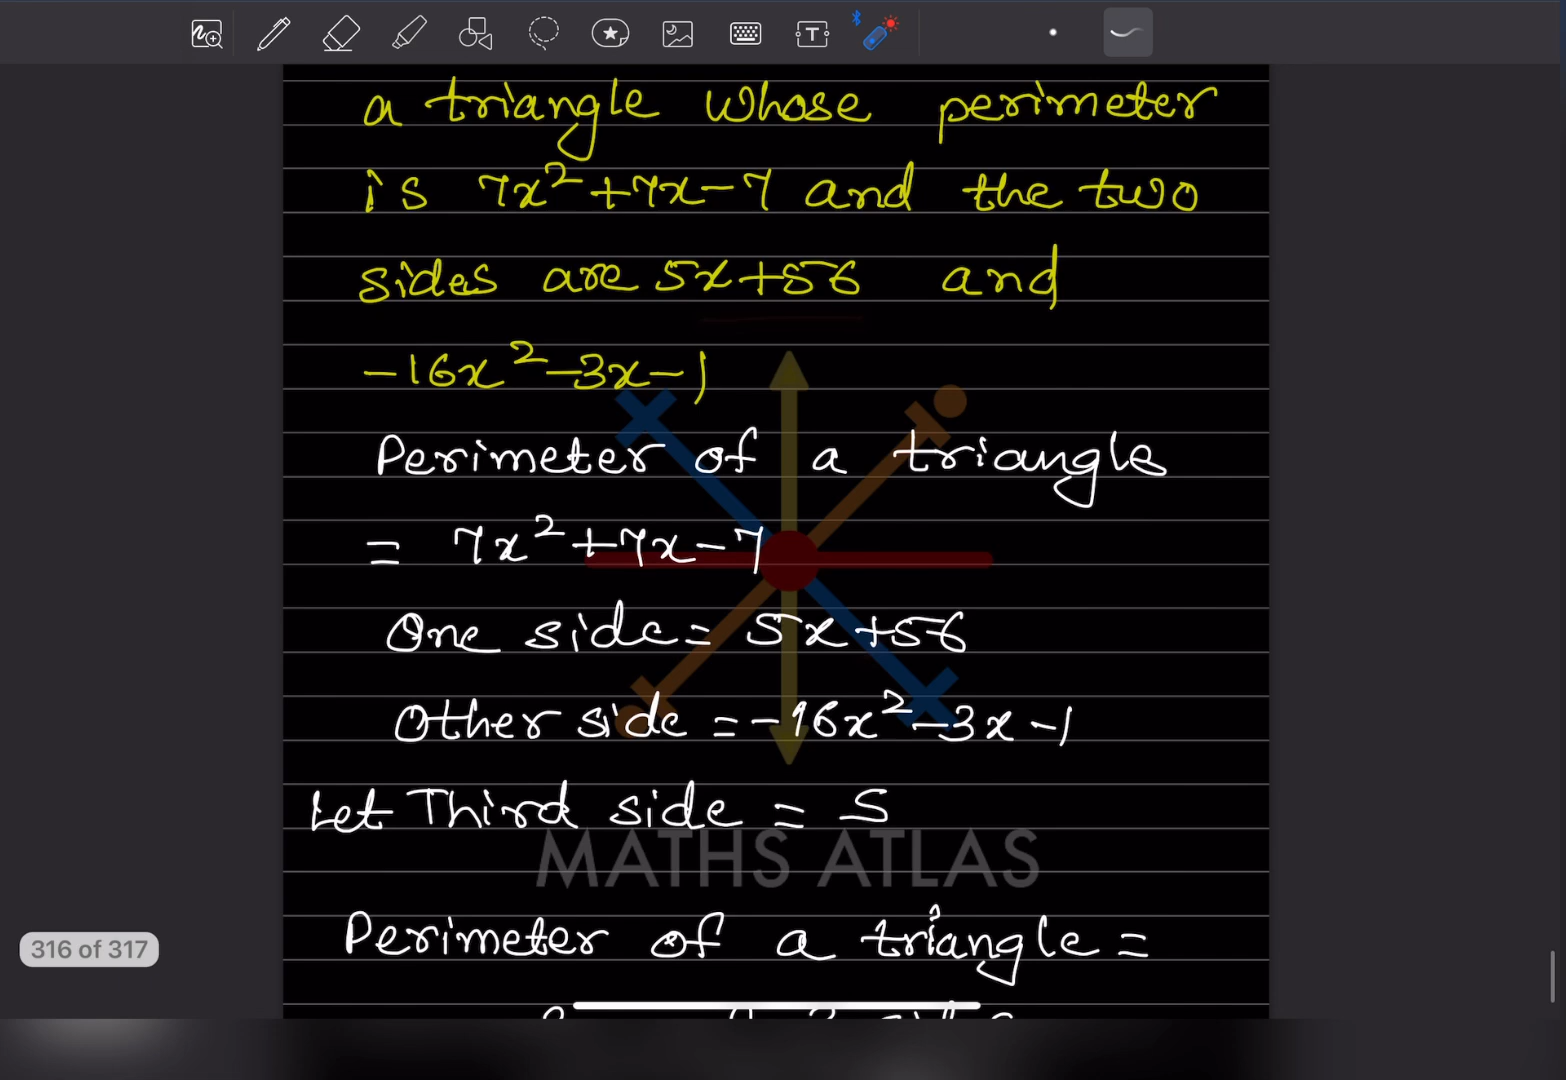 a triangle whose perimeter
is 7x²+7x-7 and the two
sides are 5x+56 and
-16x²-3x-1
Perimeter of a triangle
= 7x²+7x-7
One side = 5x+56
Other side = -16x²-3x-1
Let Third side = S
MATHS ATLAS
Perimeter of a triangle =
316 of 317